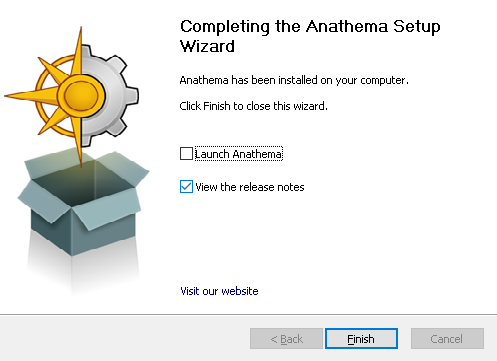 Completing the Anathema Setup
Wizard
Anathema has been installed on your computer.
Click Finish to close this wizard.
Launch Anathema
View the release notes
Visit our website
< Back
Finish
Cancel